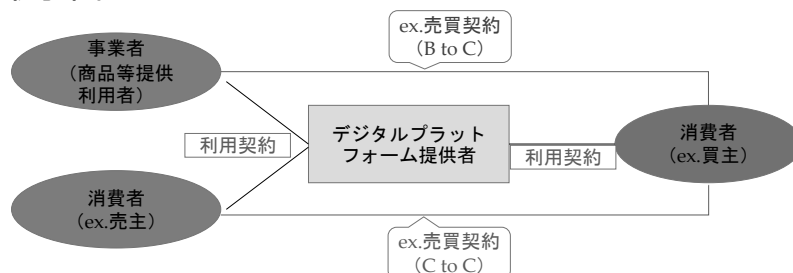 ex.売買契約
(B to C)
事業者
(商品等提供
利用者)
利用契約
デジタルプラット
フォーム提供者
利用契約
消費者
(ex.買主)
消費者
(ex.売主)
ex.売買契約
(C to C)